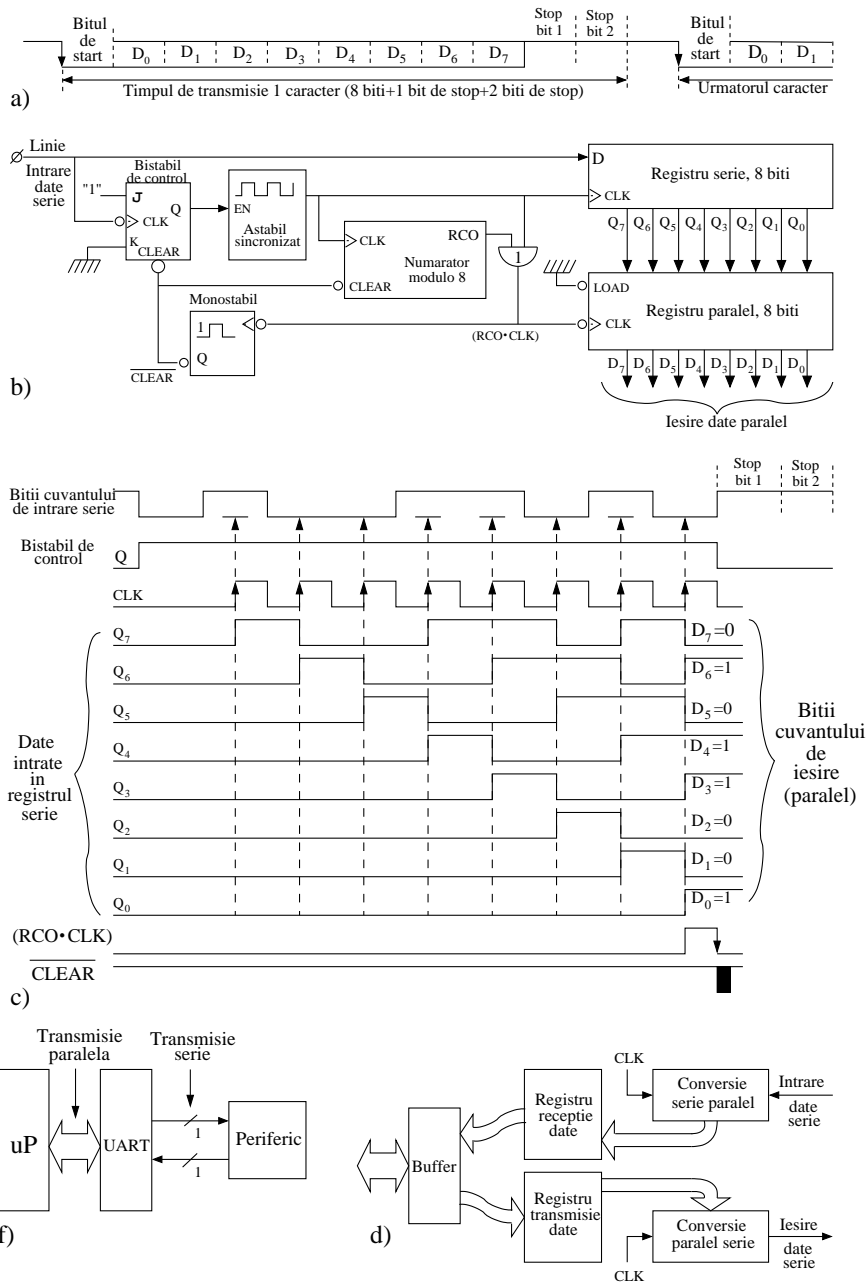 Bitul
de
start
D0 D1 D2 D3 D4 D5 D6 D7
Stop
bit 1
Stop
bit 2
Bitul
de
start
D0 D1
Timpul de transmisie 1 caracter (8 biti+1 bit de stop+2 biti de stop)
Urmatorul caracter
a)
Linie
Intrare
date
serie
Bistabil
de control
"1"
J
Q
CLK
K
CLEAR
EN
Astabil
sincronizat
CLK
RCO
Numarator
modulo 8
CLEAR
1
D
Registru serie, 8 biti
CLK
Q7 Q6 Q5 Q4 Q3 Q2 Q1 Q0
LOAD
Registru paralel, 8 biti
CLK
Monostabil
1
Q
CLEAR
(RCO•CLK)
D7 D6 D5 D4 D3 D2 D1 D0
Iesire date paralel
b)
Stop
bit 1
Stop
bit 2
Bitii cuvantului
de intrare serie
Bistabil de
control
Q
CLK
Q7
D7=0
Q6
D6=1
Q5
D5=0
Q4
D4=1
Q3
D3=1
Q2
D2=0
Q1
D1=0
Q0
D0=1
Date
intrate
in
registrul
serie
Bitii
cuvantului
de
iesire
(paralel)
(RCO•CLK)
CLEAR
c)
Transmisie
paralela
Transmisie
serie
uP
UART
1
1
Periferic
f)
Buffer
Registru
receptie
date
Registru
transmisie
date
CLK
Conversie
serie paralel
Intrare
date
serie
Conversie
paralel serie
CLK
Iesire
date
serie
d)